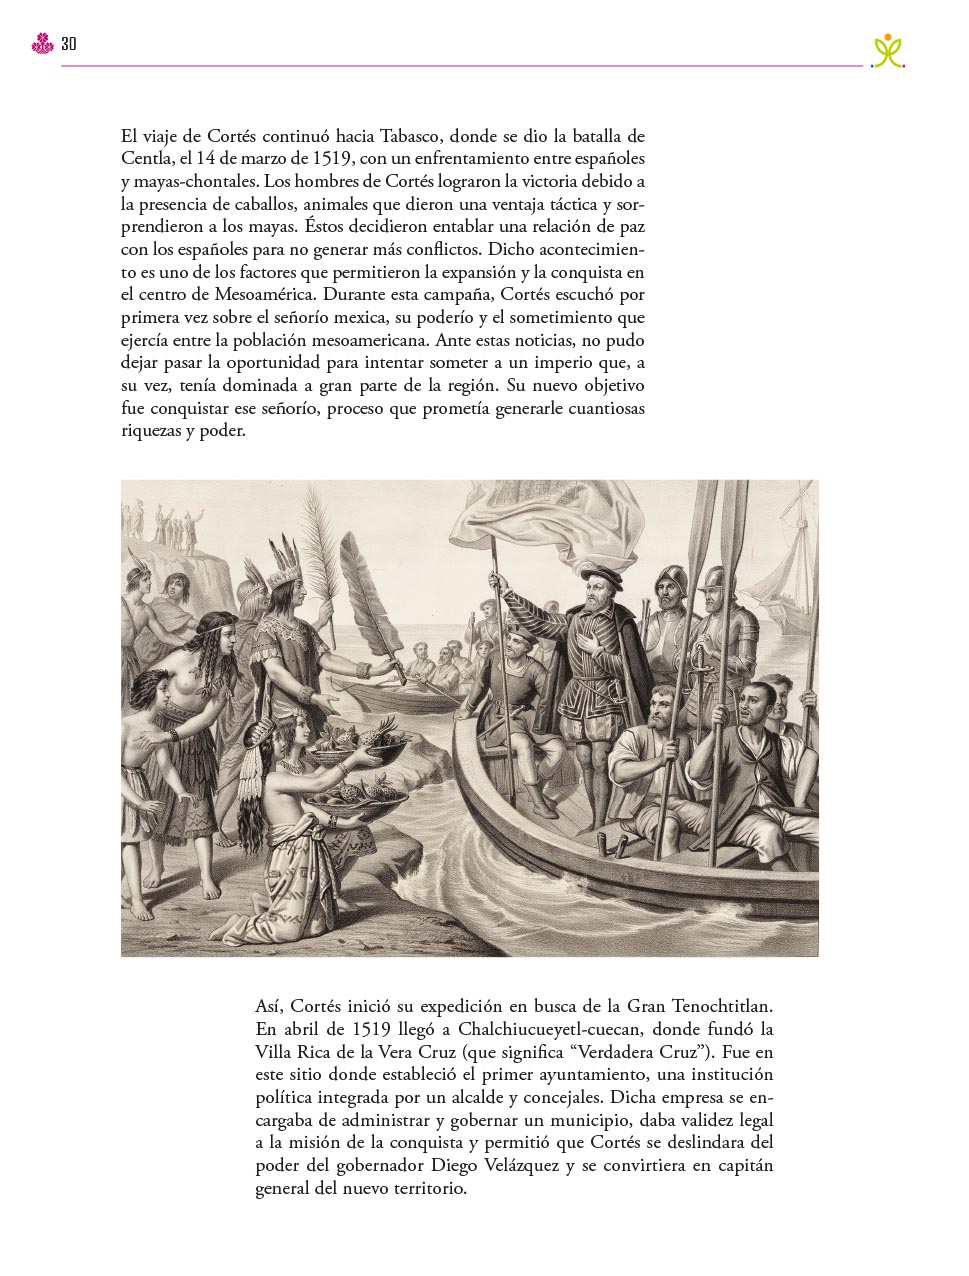 30
El viaje de Cortés continuó hacia Tabasco, donde se dio la batalla de
Centla, el 14 de marzo de 1519, con un enfrentamiento entre españoles
y mayas-chontales. Los hombres de Cortés lograron la victoria debido a
la presencia de caballos, animales que dieron una ventaja táctica y sor-
prendieron a los mayas. Éstos decidieron entablar una relación de paz
con los españoles para no generar más conflictos. Dicho acontecimien-
to es uno de los factores que permitieron la expansión y la conquista en
el centro de Mesoamérica. Durante esta campaña, Cortés escuchó por
primera vez sobre el señorío mexica, su poderío y el sometimiento que
ejercía entre la población mesoamericana. Ante estas noticias, no pudo
dejar pasar la oportunidad para intentar someter a un imperio que, a
su vez, tenía dominada a gran parte de la región. Su nuevo objetivo
fue conquistar ese señorío, proceso que prometía generarle cuantiosas
riquezas y poder.
Así, Cortés inició su expedición en busca de la Gran Tenochtitlan.
En abril de 1519 llegó a Chalchiucueyetl-cuecan, donde fundó la
Villa Rica de la Vera Cruz (que significa “Verdadera Cruz”). Fue en
este sitio donde estableció el primer ayuntamiento, una institución
política integrada por un alcalde y concejales. Dicha empresa se en-
cargaba de administrar y gobernar un municipio, daba validez legal
a la misión de la conquista y permitió que Cortés se deslindara del
poder del gobernador Diego Velázquez y se convirtiera en capitán
general del nuevo territorio.